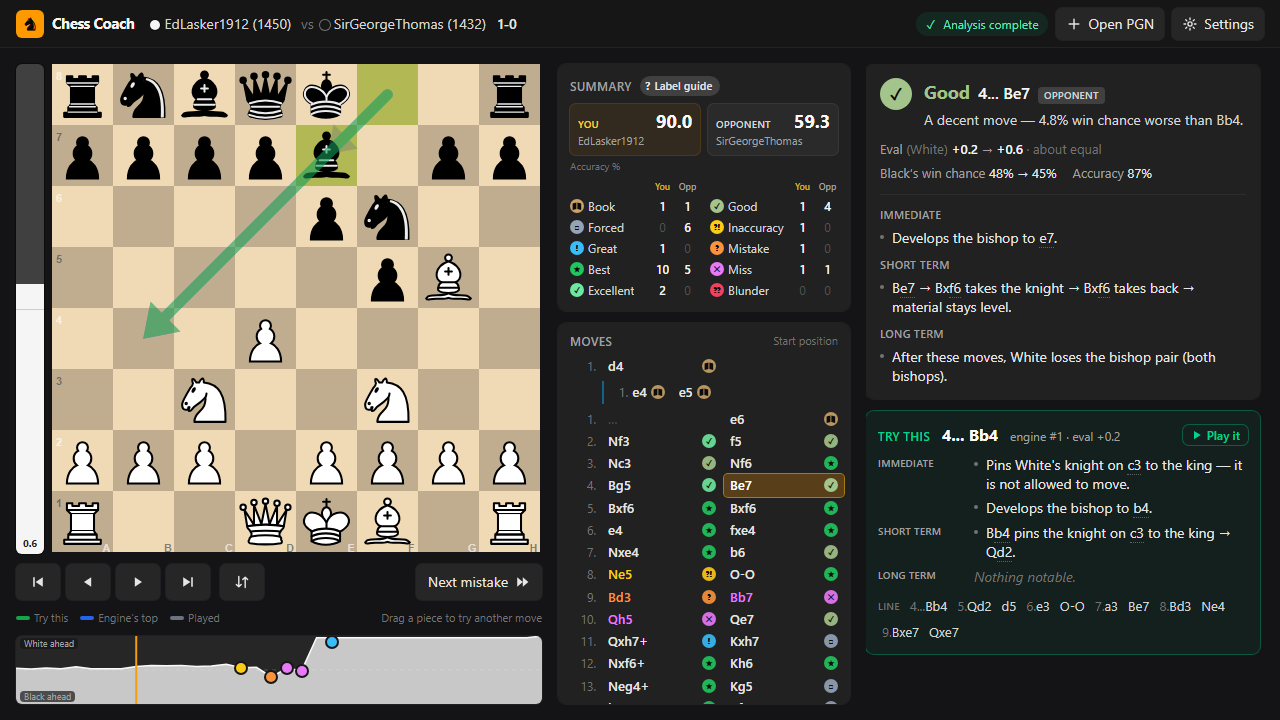 Chess Coach EdLasker1912 (1450) vs SirGeorgeThomas (1432) 1-0
✓ Analysis complete
+ Open PGN
Settings
8
7
6
5
4
3
2
1
A B C D E F G H
0.6
Next mistake
Try this Engine's top Played
Drag a piece to try another move
White ahead
Black ahead
SUMMARY ? Label guide
YOU 90.0
EdLasker1912
OPPONENT 59.3
SirGeorgeThomas
Accuracy %
You Opp You Opp
Book 1 1 Good 1 4
Forced 0 6 Inaccuracy 1 0
Great 1 0 Mistake 1 0
Best 10 5 Miss 1 1
Excellent 2 0 Blunder 0 0
MOVES Start position
1. d4
1. e4 e5
1. ... e6
2. Nf3 f5
3. Nc3 Nf6
4. Bg5 Be7
5. Bxf6 Bxf6
6. e4 fxe4
7. Nxe4 b6
8. Ne5 O-O
9. Bd3 Bb7
10. Qh5 Qe7
11. Qxh7+ Kxh7
12. Nxf6+ Kh6
13. Neg4+ Kg5
Good 4... Be7 OPPONENT
A decent move — 4.8% win chance worse than Bb4.
Eval (White) +0.2 → +0.6 · about equal
Black's win chance 48% → 45% Accuracy 87%
IMMEDIATE
• Develops the bishop to e7.
SHORT TERM
• Be7 → Bxf6 takes the knight → Bxf6 takes back →
material stays level.
LONG TERM
• After these moves, White loses the bishop pair (both
bishops).
TRY THIS 4... Bb4 engine #1 · eval +0.2
Play it
IMMEDIATE
• Pins White's knight on c3 to the king — it
is not allowed to move.
• Develops the bishop to b4.
SHORT TERM
• Bb4 pins the knight on c3 to the king →
Qd2.
LONG TERM Nothing notable.
LINE 4...Bb4 5.Qd2 d5 6.e3 O-O 7.a3 Be7 8.Bd3 Ne4
9.Bxe7 Qxe7